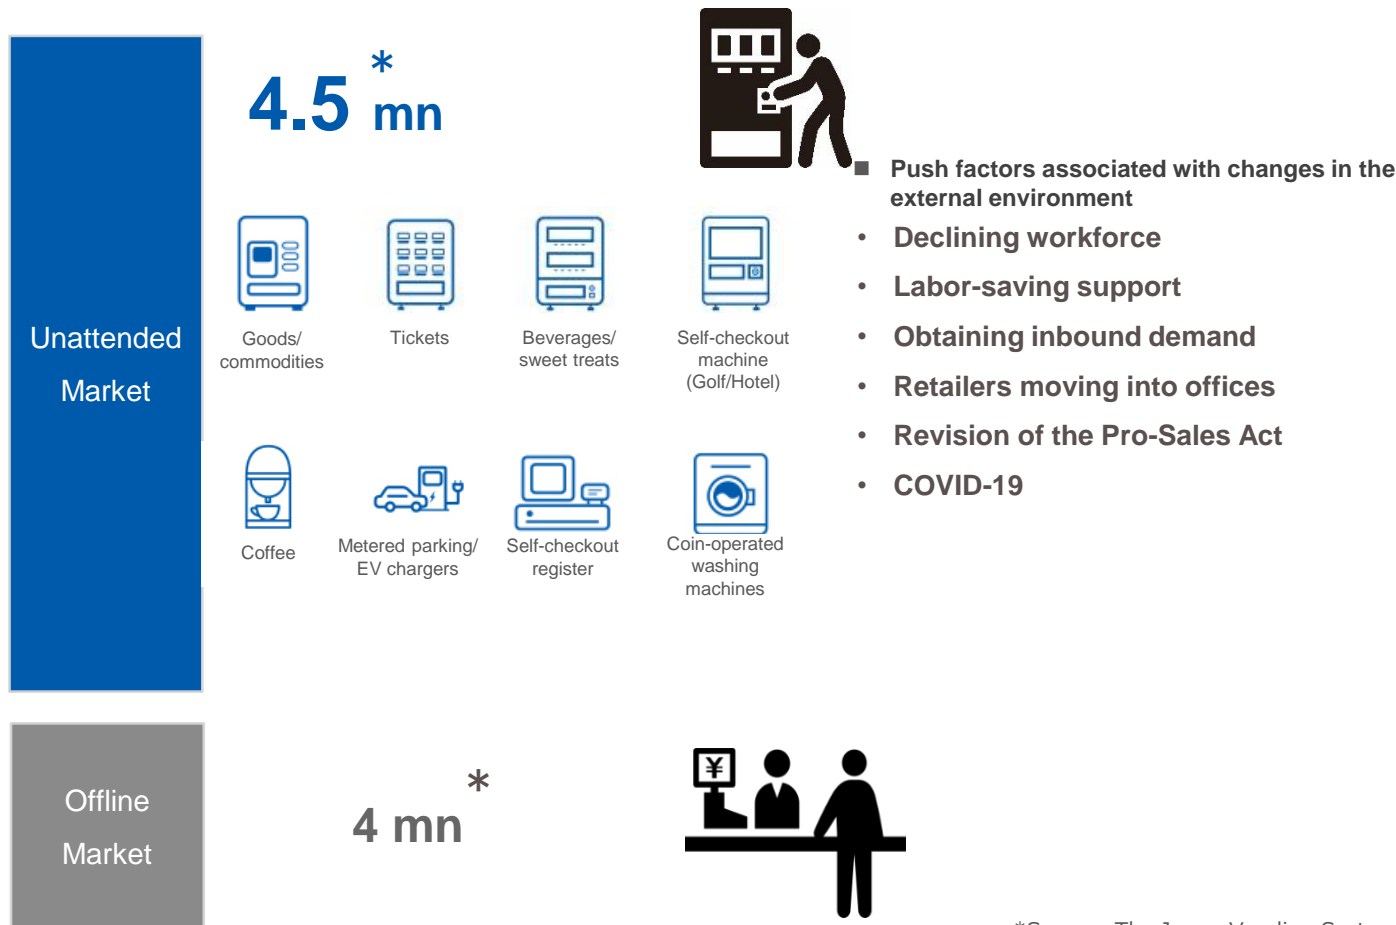 4.5 mn*
■ Push factors associated with changes in the
external environment
• Declining workforce
• Labor-saving support
• Obtaining inbound demand
• Retailers moving into offices
• Revision of the Pro-Sales Act
• COVID-19
Unattended
Market
Goods/
commodities
Tickets
Beverages/
sweet treats
Self-checkout
machine
(Golf/Hotel)
Coffee
Metered parking/
EV chargers
Self-checkout
register
Coin-operated
washing
machines
Offline
Market
4 mn*
¥